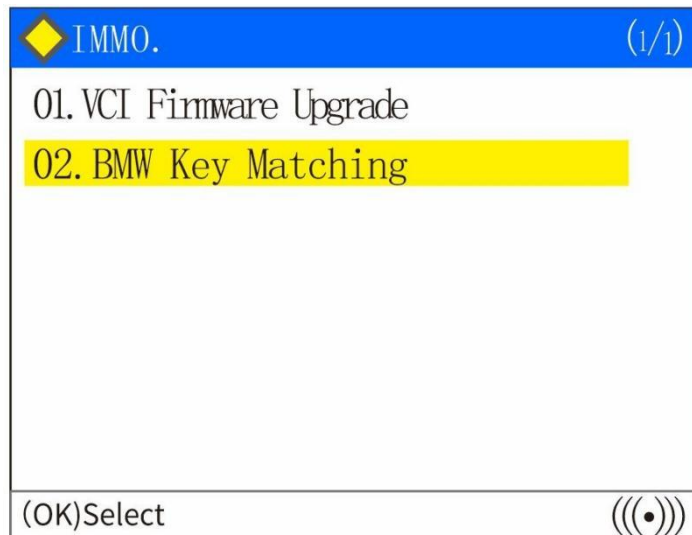 IMMO. (1/1)
01. VCI Firmware Upgrade
02. BMW Key Matching
(OK)Select